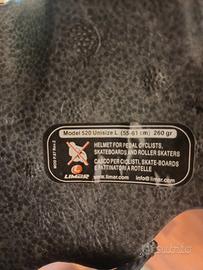 Model 520 Unisize L (55-61 cm) 260 gr
HELMET FOR PEDAL CYCLISTS,
SKATEBOARDS AND ROLLER SKATERS
CASCO PER CICLISTI, SKATE-BOARDS
E PATTINATORI A ROTELLE
LIMAR
www.limar.com info@limar.com
subito